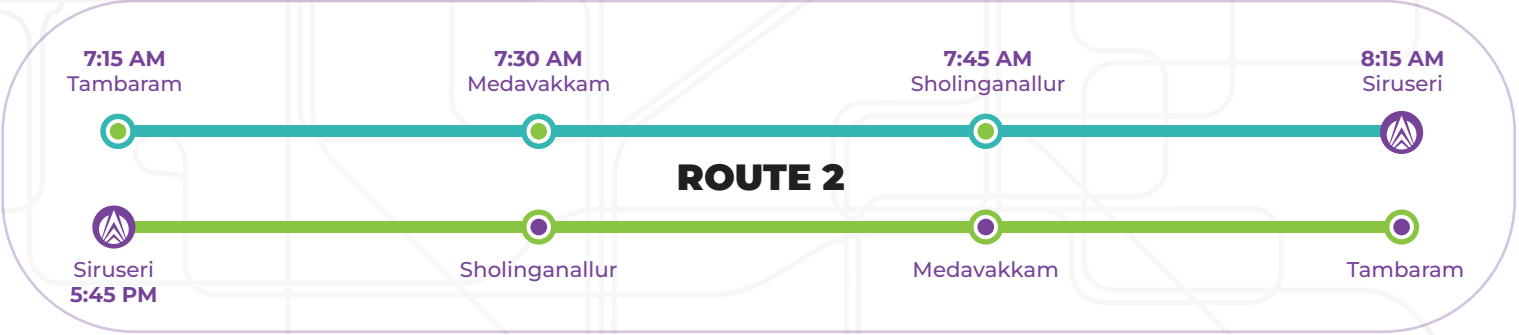 7:15 AM
Tambaram
7:30 AM
Medavakkam
7:45 AM
Sholinganallur
8:15 AM
Siruseri
ROUTE 2
Siruseri
5:45 PM
Sholinganallur
Medavakkam
Tambaram